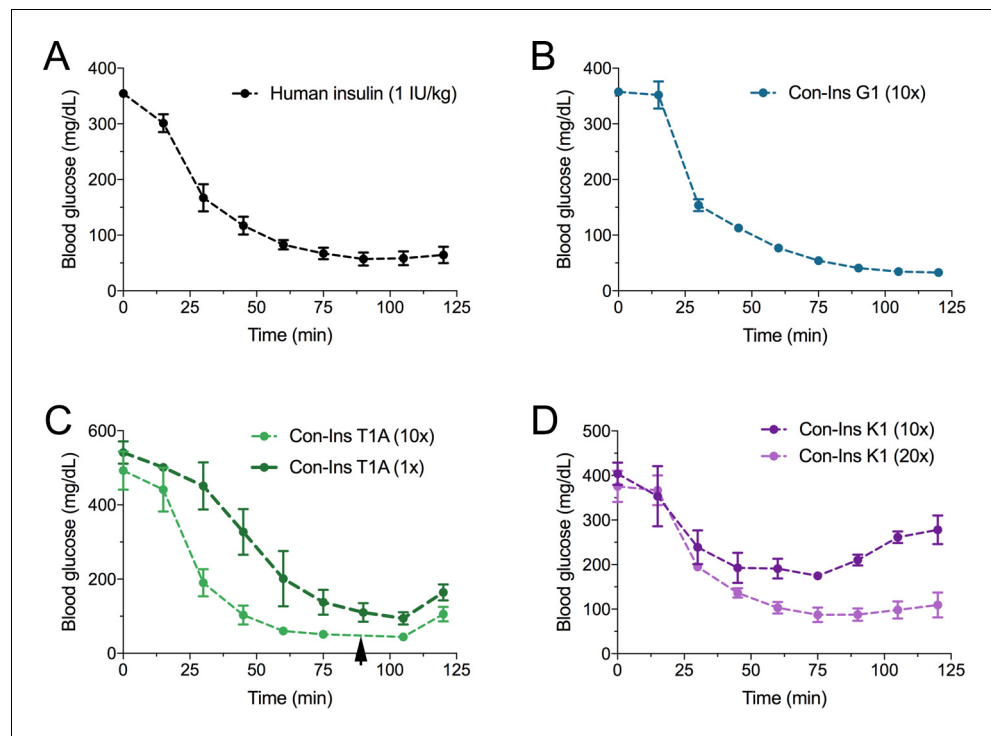 A
Blood glucose (mg/dL)
400
300
200
100
0
Human insulin (1 IU/kg)
0 25 50 75 100 125
Time (min)
B
Blood glucose (mg/dL)
400
300
200
100
0
Con-Ins G1 (10x)
0 25 50 75 100 125
Time (min)
C
Blood glucose (mg/dL)
600
400
200
0
Con-Ins T1A (10x)
Con-Ins T1A (1x)
0 25 50 75 100 125
Time (min)
D
Blood glucose (mg/dL)
500
400
300
200
100
0
Con-Ins K1 (10x)
Con-Ins K1 (20x)
0 25 50 75 100 125
Time (min)